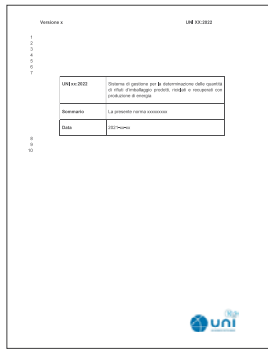 Versione x UNI XX:2022
1
2
3
4
5
6
7
UNI xx:2022 Sistema di gestione per la determinazione delle quantità
di rifiuti d'imballaggio prodotti, riciclati e recuperati con
produzione di energia
Sommario La presente norma xxxxxxxxx
Data 2021-xx-xx
8
9
10
uni